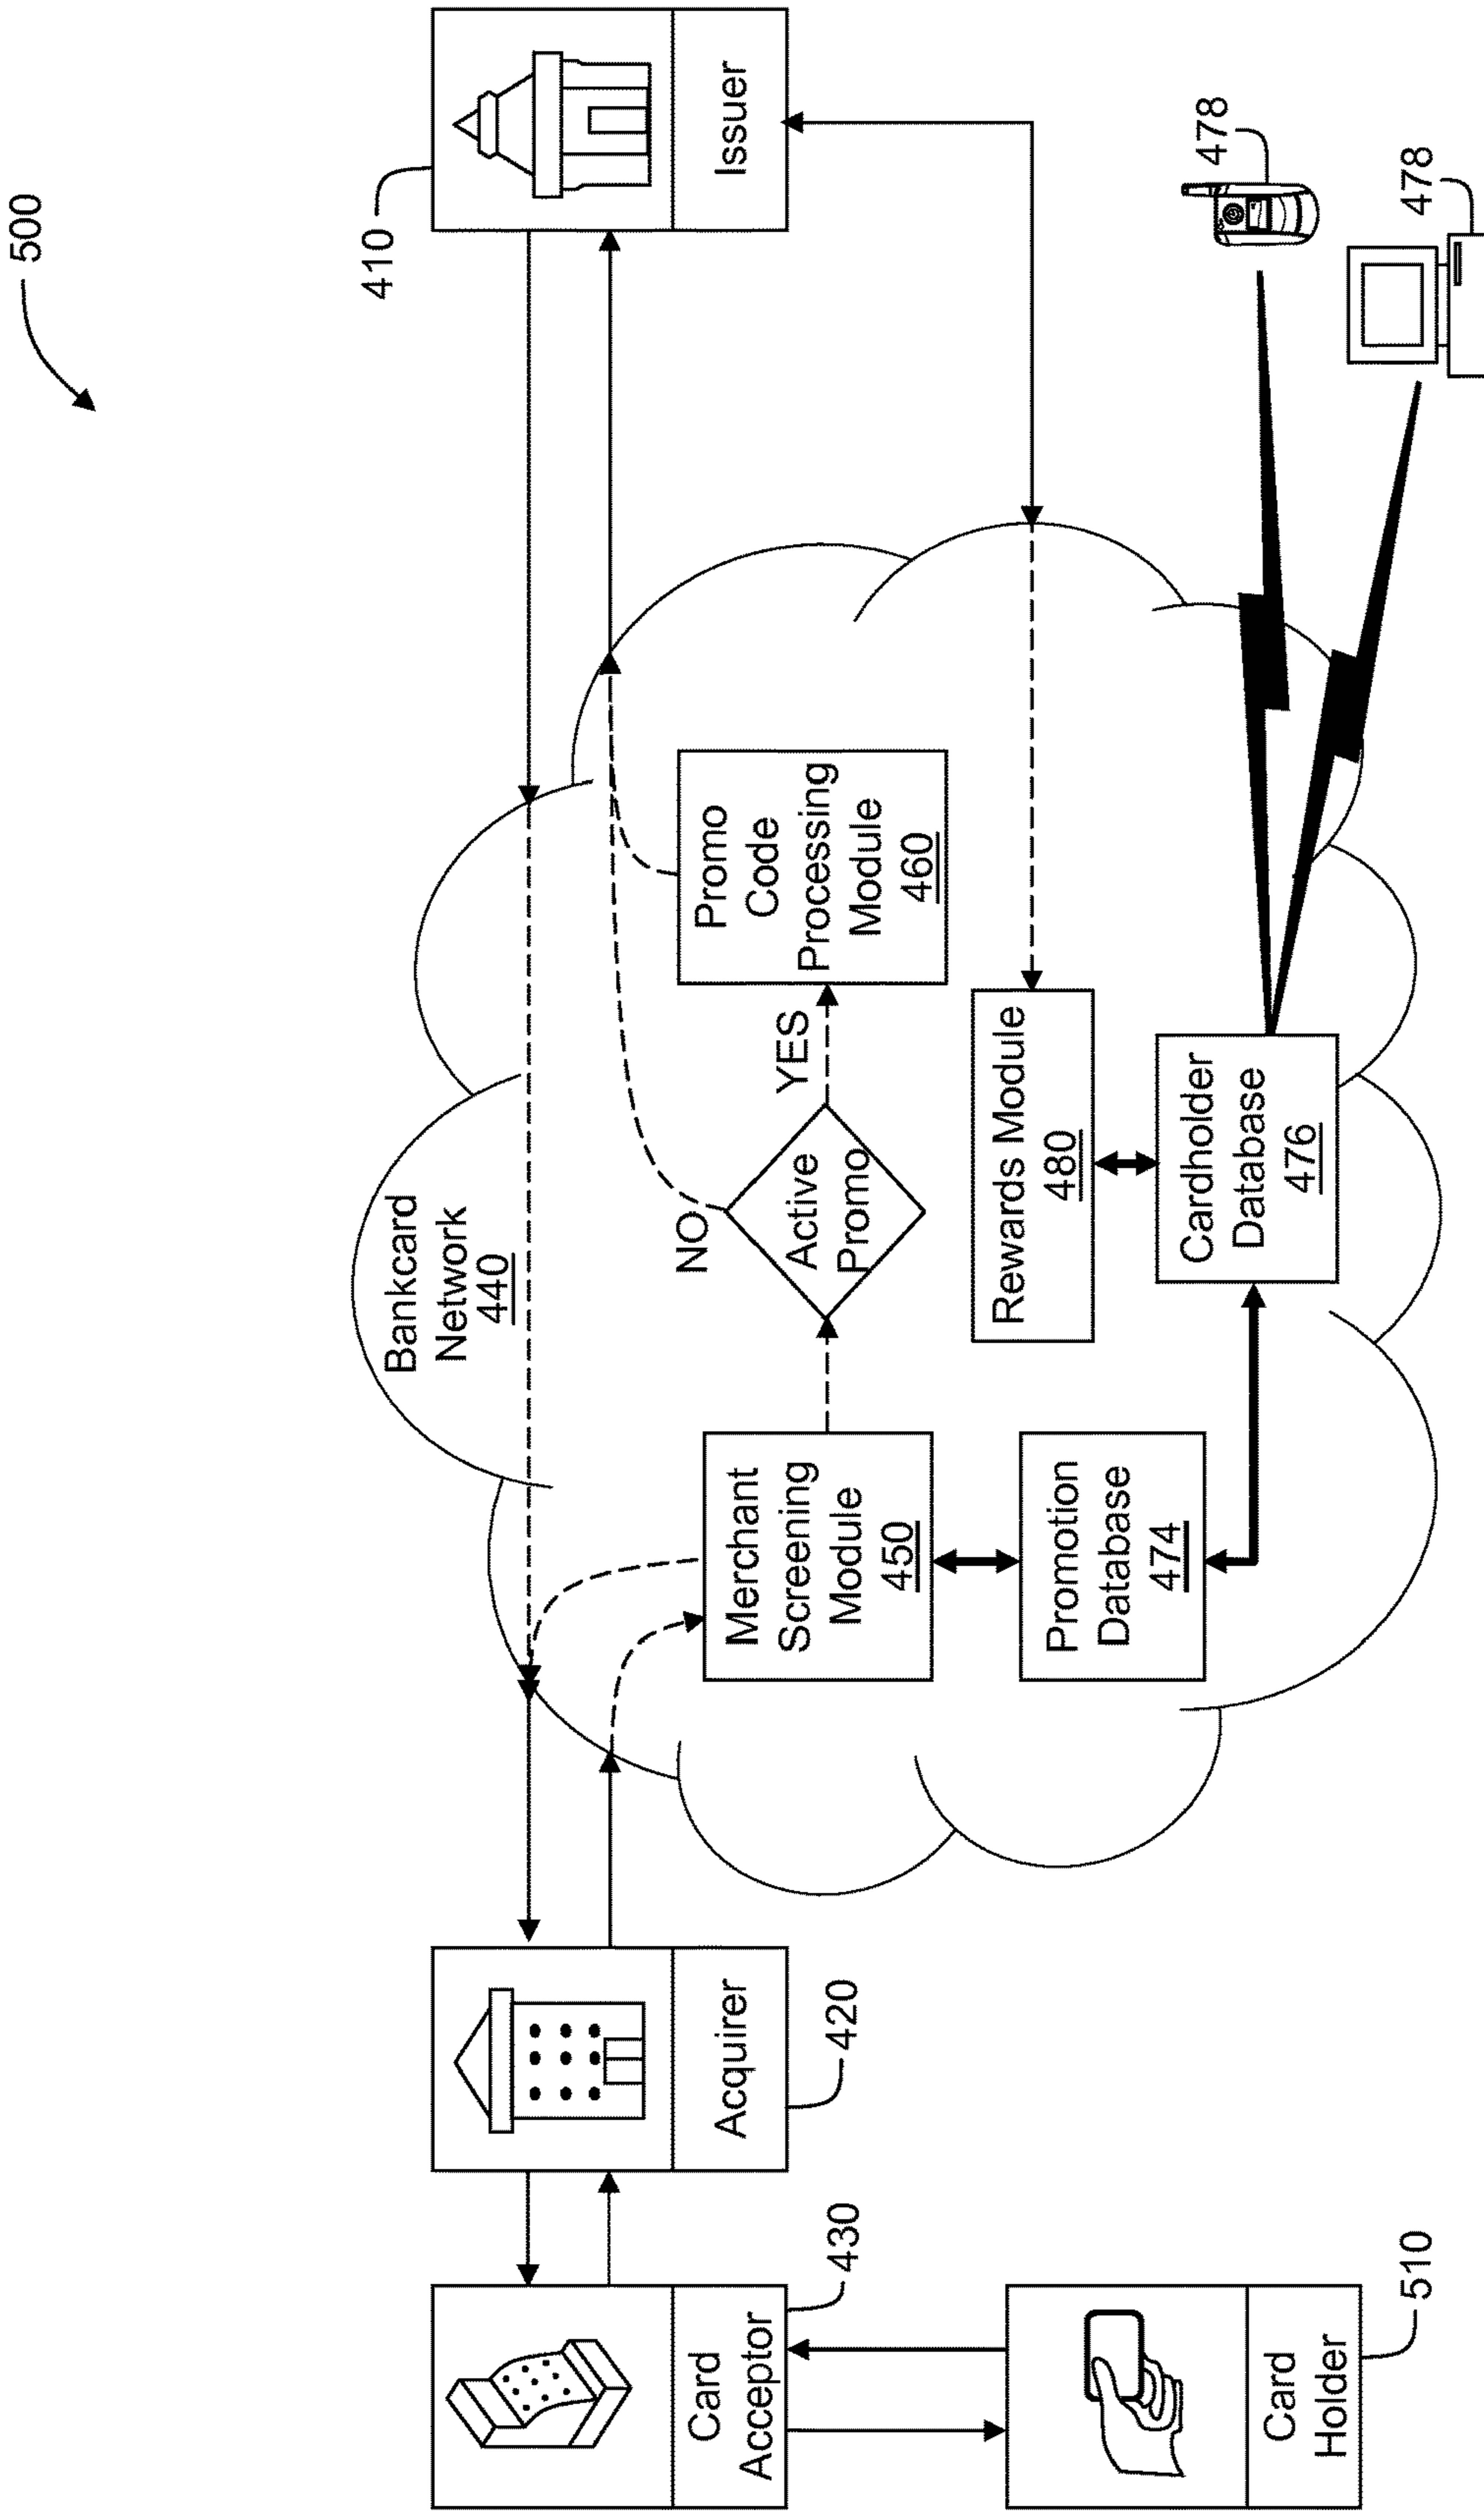 500
Issuer
410
478
478
Bankcard
Network
440
Promo
Code
Processing
Module
460
YES
NO
Active
Promo
Rewards Module
480
Cardholder
Database
476
Merchant
Screening
Module
450
Promotion
Database
474
Acquirer
420
Card
Acceptor
430
Card
Holder
510